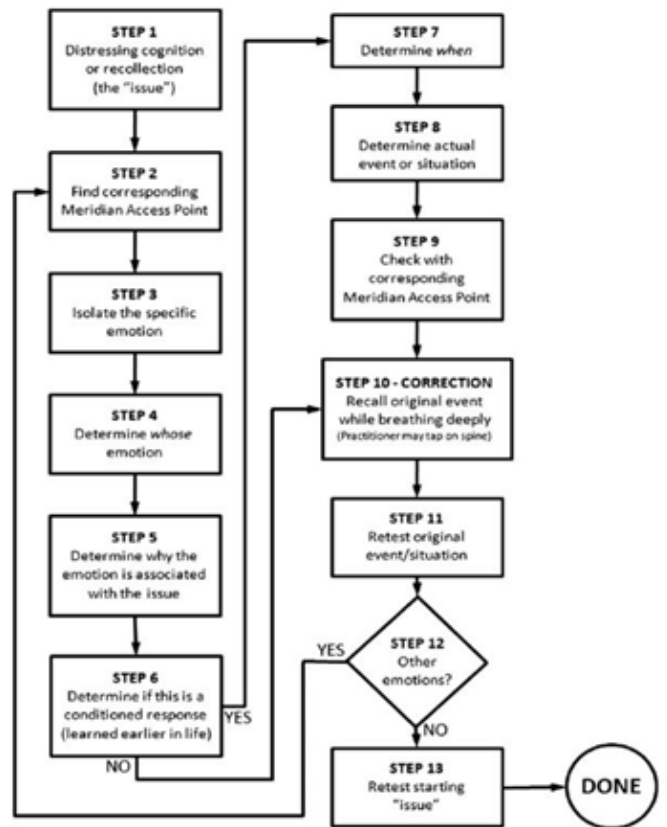 STEP 1
Distressing cognition
or recollection
(the “issue”)
STEP 2
Find corresponding
Meridian Access Point
STEP 3
Isolate the specific
emotion
STEP 4
Determine whose
emotion
STEP 5
Determine why the
emotion is associated
with the issue
STEP 6
Determine if this is a
conditioned response
(learned earlier in life)
YES
NO
STEP 7
Determine when
STEP 8
Determine actual
event or situation
STEP 9
Check with
corresponding
Meridian Access Point
STEP 10 - CORRECTION
Recall original event
while breathing deeply
(Practitioner may tap on spine)
STEP 11
Retest original
event/situation
YES
STEP 12
Other
emotions?
NO
STEP 13
Retest starting
“issue”
DONE